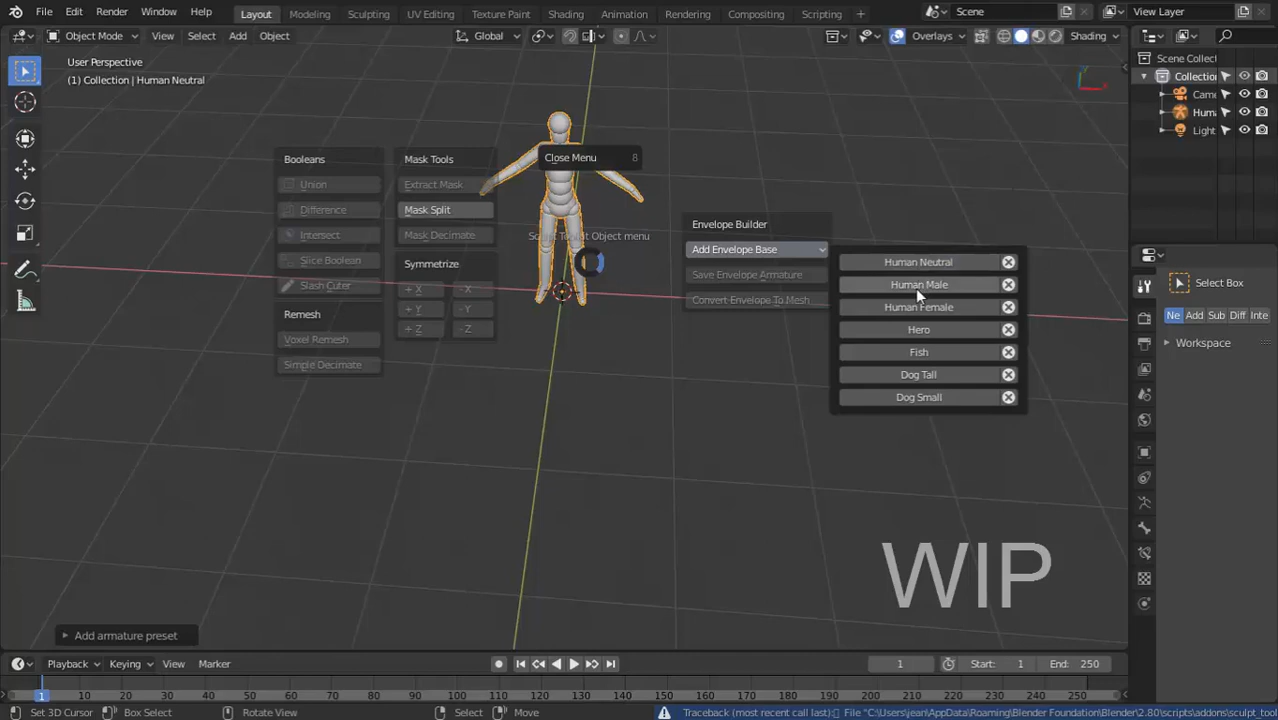 File Edit Render Window Help Layout Modeling Sculpting UV Editing Texture Paint Shading Animation Rendering Compositing Scripting + Scene View Layer
Object Mode View Select Add Object Global Overlays Shading
User Perspective
(1) Collection | Human Neutral
Scene Collect
Collection
Came
Huma
Light
Close Menu 8
Booleans
Union
Difference
Intersect
Slice Boolean
Slash Cuter
Remesh
Voxel Remesh
Simple Decimate
Mask Tools
Extract Mask
Mask Split
Mask Decimate
Symmetrize
+ X - X
+ Y - Y
+ Z - Z
Object menu
Envelope Builder
Add Envelope Base
Save Envelope Armature
Convert Envelope To Mesh
Human Neutral
Human Male
Human Female
Hero
Fish
Dog Tall
Dog Small
Select Box
Ne Add Sub Diff Inte
Workspace
WIP
Add armature preset
Playback Keying View Marker 1 Start: 1 End: 250
1 10 20 30 40 50 60 70 80 90 100 110 120 130 140 150 160 170 180 190 200 210 220 230 240 250
Set 3D Cursor Box Select Rotate View Select Move Traceback (most recent call last): File "C:\Users\jean\AppData\Roaming\Blender Foundation\Blender\2.80\scripts\addons\sculpt_tool